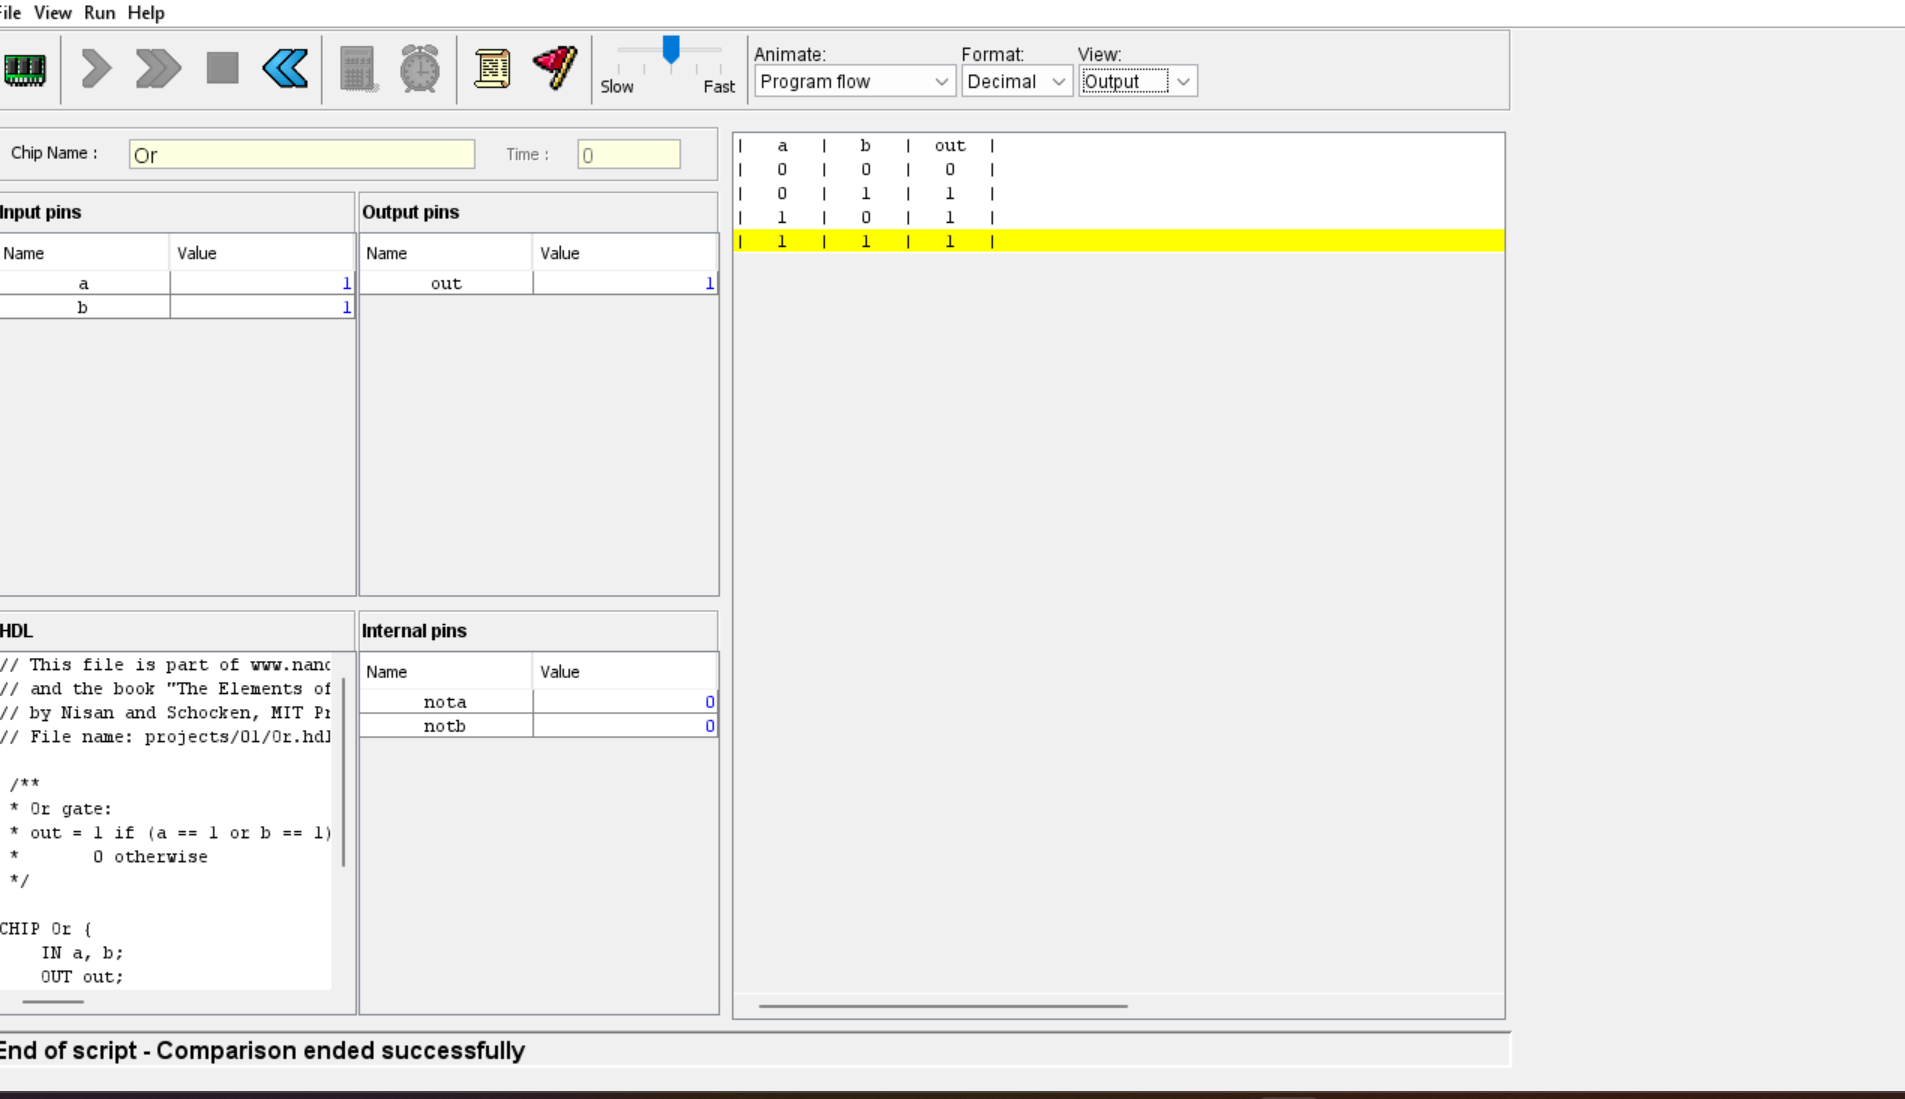 File View Run Help
Animate: Format: View:
Slow Fast Program flow Decimal Output
Chip Name : Or Time : 0
Input pins
Name Value
a 1
b 1
Output pins
Name Value
out 1
HDL
// This file is part of www.nand
// and the book "The Elements of
// by Nisan and Schocken, MIT Pr
// File name: projects/01/Or.hdl
/**
* Or gate:
* out = 1 if (a == 1 or b == 1)
* 0 otherwise
*/
CHIP Or {
IN a, b;
OUT out;
Internal pins
Name Value
nota 0
notb 0
| a | b | out |
| 0 | 0 | 0 |
| 0 | 1 | 1 |
| 1 | 0 | 1 |
| 1 | 1 | 1 |
End of script - Comparison ended successfully